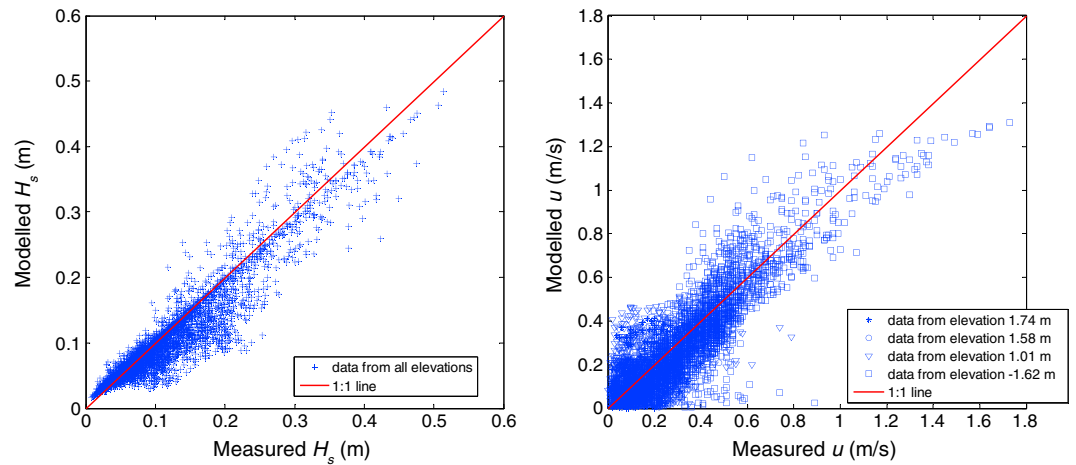 0.6
0.5
0.4
0.3
0.2
0.1
0
Modelled H_s (m)
0 0.1 0.2 0.3 0.4 0.5 0.6
Measured H_s (m)
data from all elevations
1:1 line
1.8
1.6
1.4
1.2
1
0.8
0.6
0.4
0.2
0
Modelled u (m/s)
0 0.2 0.4 0.6 0.8 1 1.2 1.4 1.6 1.8
Measured u (m/s)
data from elevation 1.74 m
data from elevation 1.58 m
data from elevation 1.01 m
data from elevation -1.62 m
1:1 line